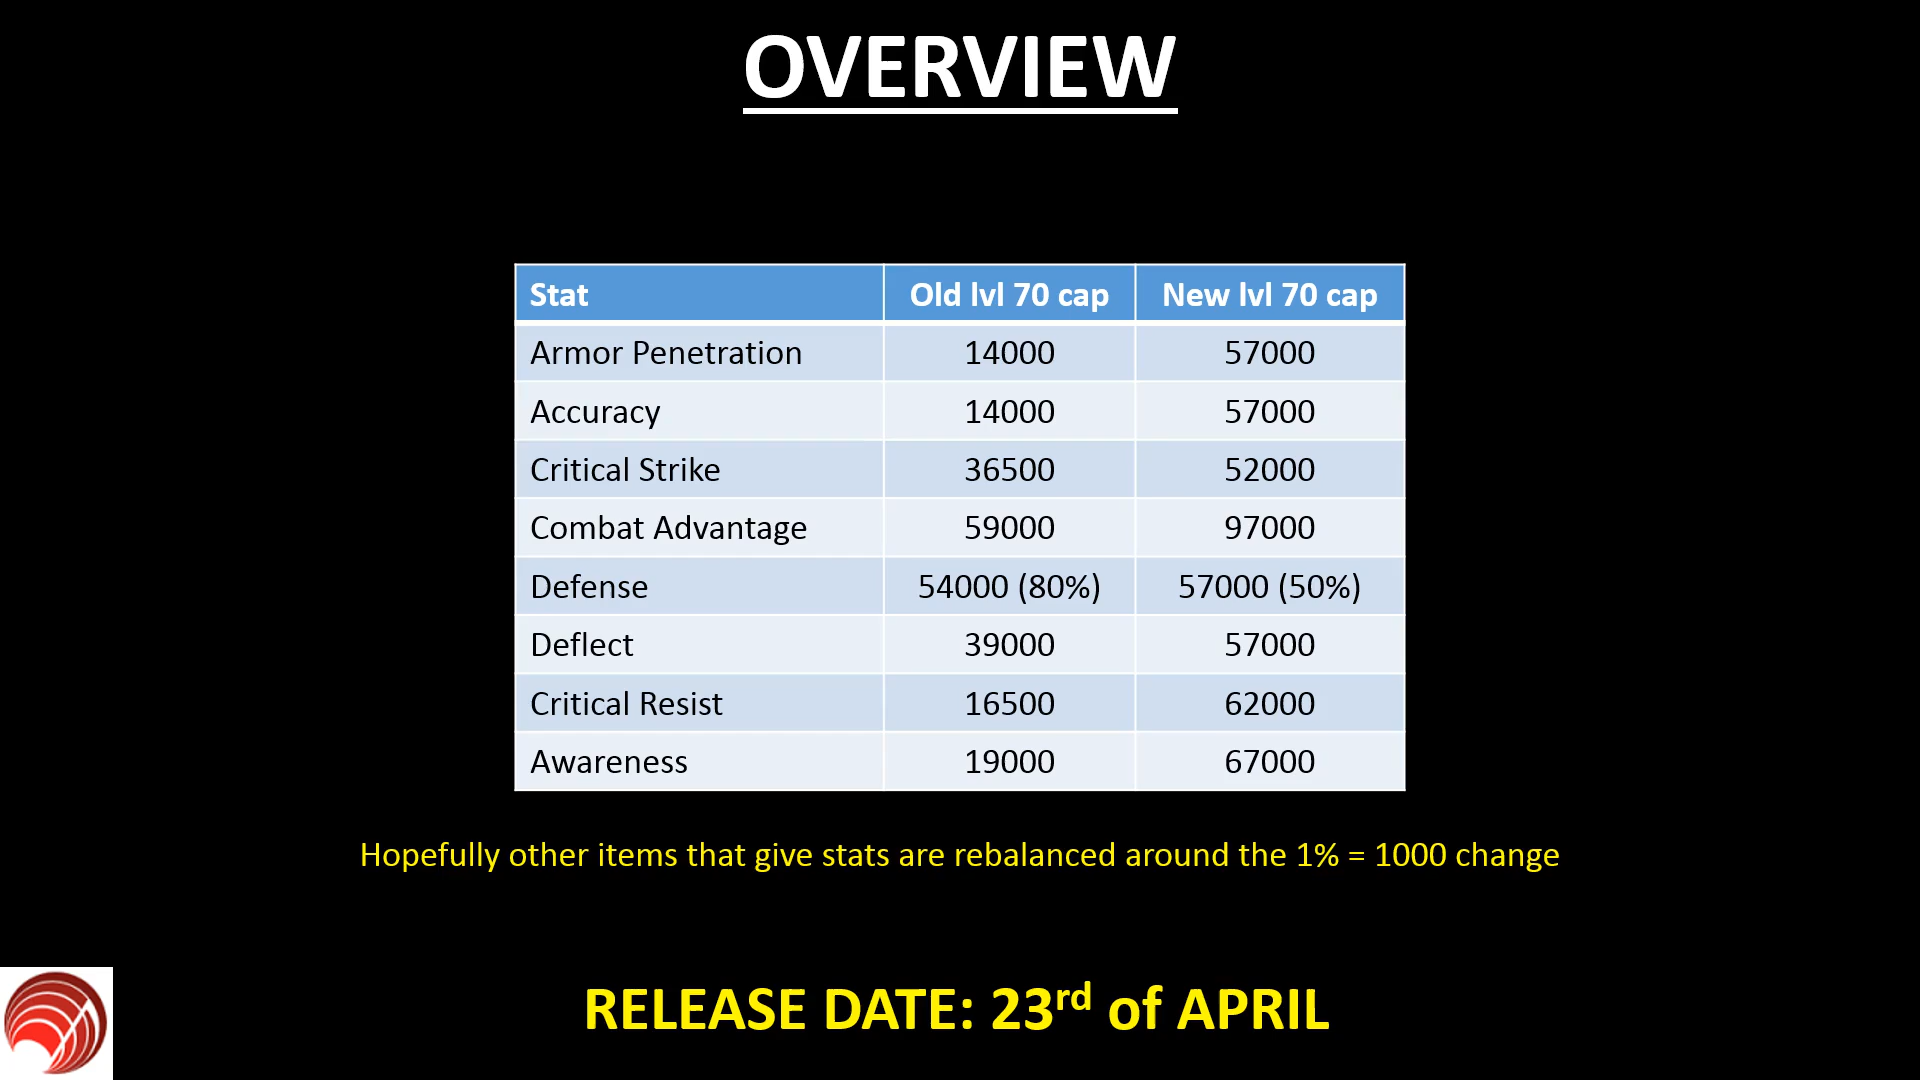 OVERVIEW
Stat Old lvl 70 cap New lvl 70 cap
Armor Penetration 14000 57000
Accuracy 14000 57000
Critical Strike 36500 52000
Combat Advantage 59000 97000
Defense 54000 (80%) 57000 (50%)
Deflect 39000 57000
Critical Resist 16500 62000
Awareness 19000 67000
Hopefully other items that give stats are rebalanced around the 1% = 1000 change
RELEASE DATE: 23rd of APRIL